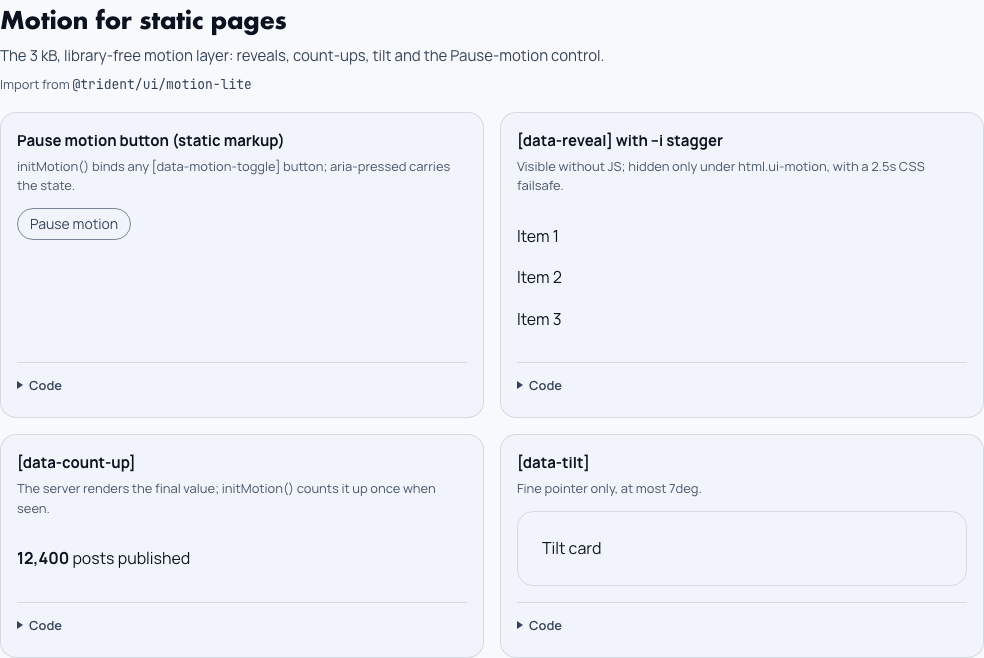 Motion for static pages
The 3 kB, library-free motion layer: reveals, count-ups, tilt and the Pause-motion control.
Import from @trident/ui/motion-lite
Pause motion button (static markup)
initMotion() binds any [data-motion-toggle] button; aria-pressed carries
the state.
Pause motion
Code
[data-reveal] with –i stagger
Visible without JS; hidden only under html.ui-motion, with a 2.5s CSS
failsafe.
Item 1
Item 2
Item 3
Code
[data-count-up]
The server renders the final value; initMotion() counts it up once when
seen.
12,400 posts published
Code
[data-tilt]
Fine pointer only, at most 7deg.
Tilt card
Code